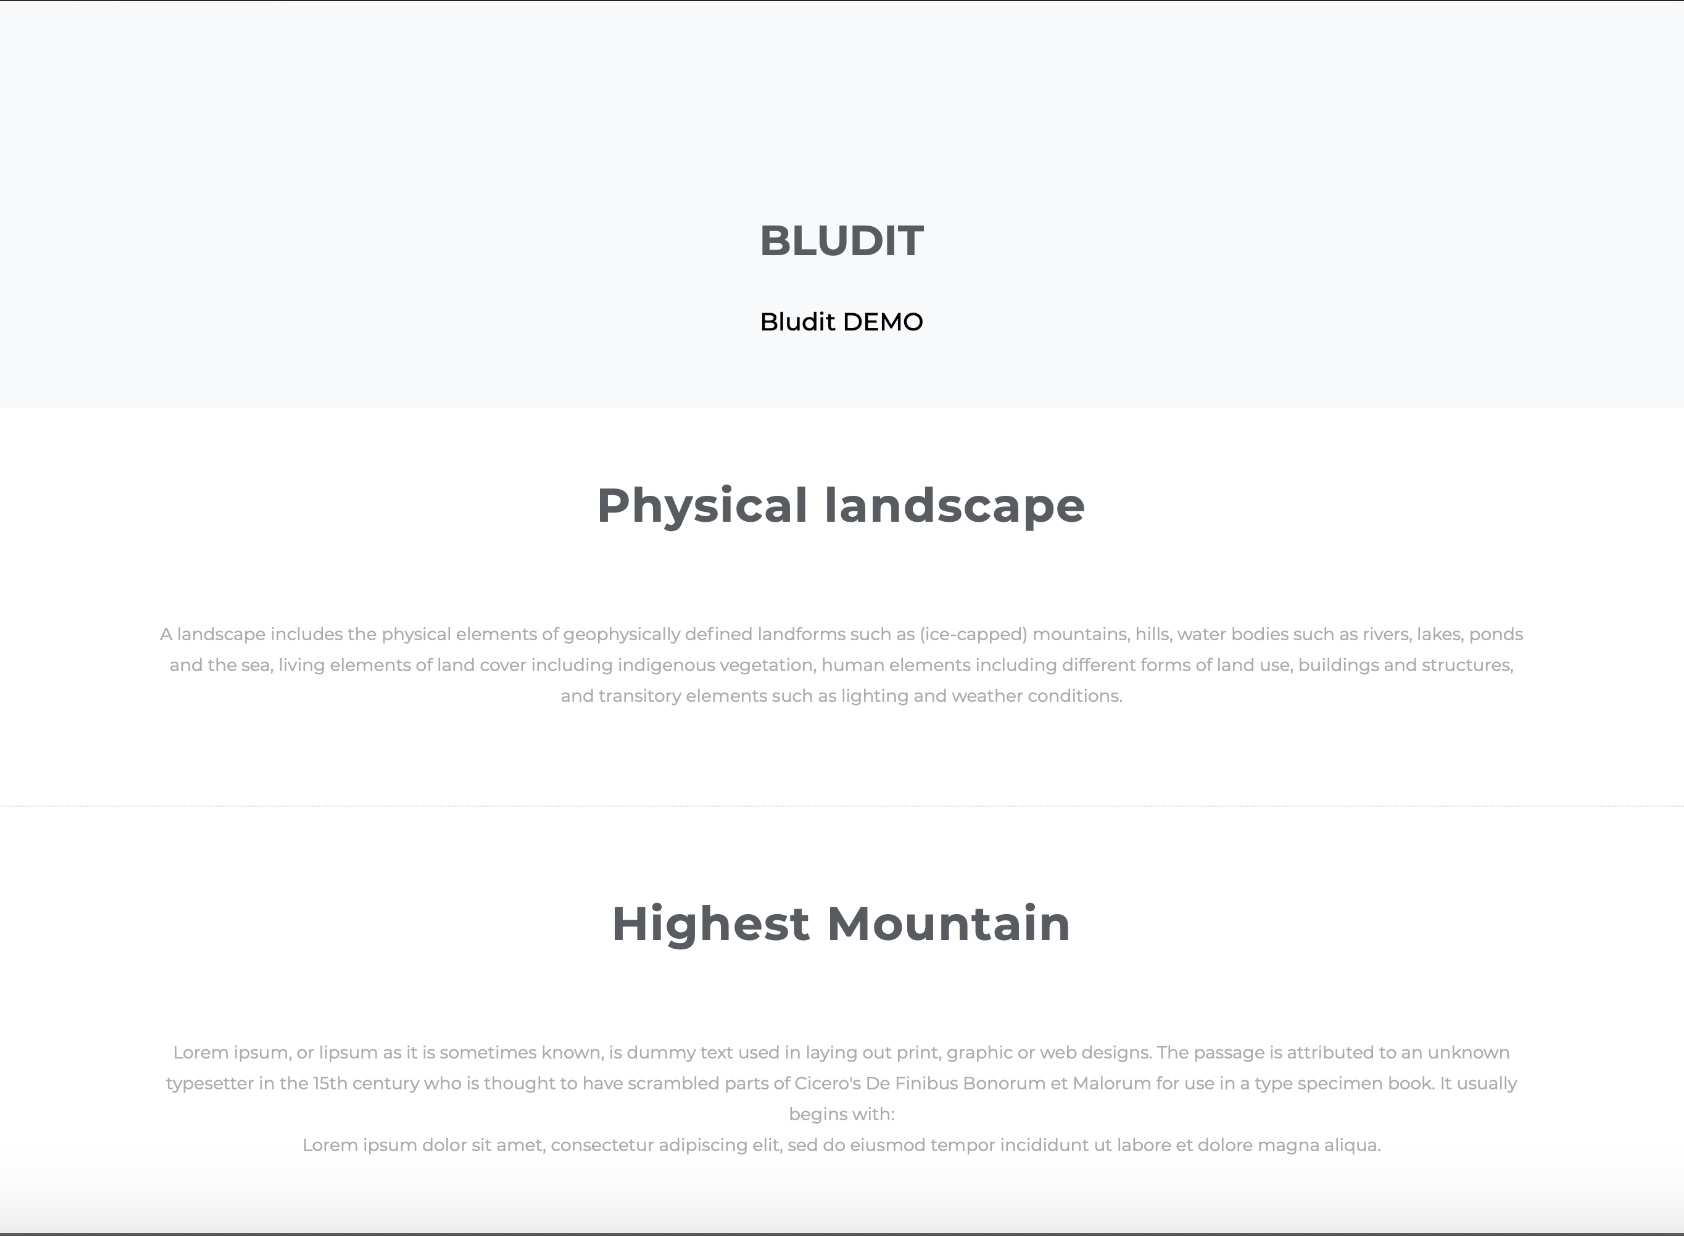 BLUDIT
Bludit DEMO
Physical landscape
A landscape includes the physical elements of geophysically defined landforms such as (ice-capped) mountains, hills, water bodies such as rivers, lakes, ponds
and the sea, living elements of land cover including indigenous vegetation, human elements including different forms of land use, buildings and structures,
and transitory elements such as lighting and weather conditions.
Highest Mountain
Lorem ipsum, or lipsum as it is sometimes known, is dummy text used in laying out print, graphic or web designs. The passage is attributed to an unknown
typesetter in the 15th century who is thought to have scrambled parts of Cicero's De Finibus Bonorum et Malorum for use in a type specimen book. It usually
begins with:
Lorem ipsum dolor sit amet, consectetur adipiscing elit, sed do eiusmod tempor incididunt ut labore et dolore magna aliqua.